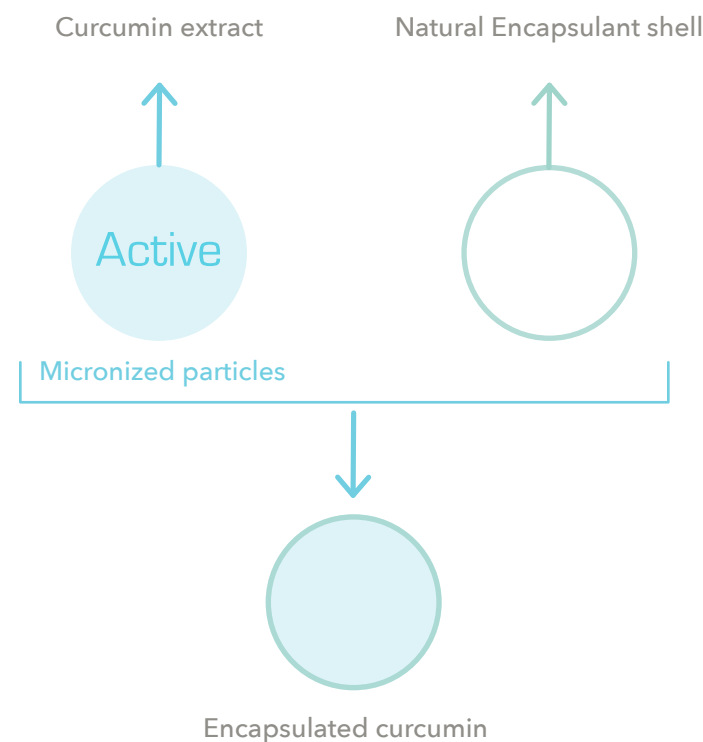 Curcumin extract
Natural Encapsulant shell
Active
Micronized particles
Encapsulated curcumin